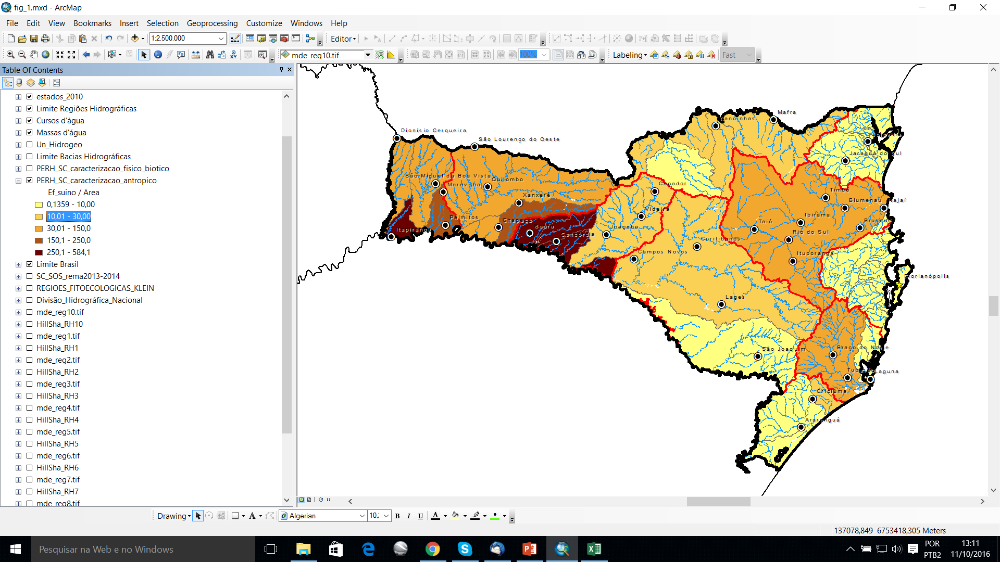 fig_1.mxd - ArcMap
File Edit View Bookmarks Insert Selection Geoprocessing Customize Windows Help
1:2.500.000
Editor
mde_reg10.tif
100%
Labeling
Fast
Table Of Contents
estados_2010
Limite Regiões Hidrográficas
Cursos d'água
Massas d'água
Un_Hidrogeo
Limite Bacias Hidrográficas
PERH_SC_caracterizacao_fisico_biotico
PERH_SC_caracterizacao_antropico
Ef_suino / Area
0,1359 - 10,00
10,01 - 30,00
30,01 - 150,0
150,1 - 250,0
250,1 - 584,1
Limite Brasil
SC_SOS_rema2013-2014
REGIOES_FITOECOLOGICAS_KLEIN
Divisão_Hidrográfica_Nacional
mde_reg10.tif
HillSha_RH10
mde_reg1.tif
HillSha_RH1
mde_reg2.tif
HillSha_RH2
mde_reg3.tif
HillSha_RH3
mde_reg4.tif
HillSha_RH4
mde_reg5.tif
HillSha_RH5
mde_reg6.tif
HillSha_RH6
mde_reg7.tif
HillSha_RH7
mde_reg8.tif
Mafra
Canoinhas
Dionísio Cerqueira
São Lourenço do Oeste
Jaraguá do Sul
São Miguel da Boa Vista
Maravilha
Quilombo
Caçador
Xanxerê
Timbó
Blumenau
Itajaí
Videira
Ibirama
Palmitos
Chapecó
Taió
Brusque
Itapiranga
Seara
Concórdia
Joaçaba
Rio do Sul
Curitibanos
Campos Novos
Ituporanga
Florianópolis
Lages
São Joaquim
Braço do Norte
Laguna
Criciúma
Araranguá
Drawing
Algerian
B I U
A
137078,849 6753418,305 Meters
Pesquisar na Web e no Windows
POR
PTB2
13:11
11/10/2016